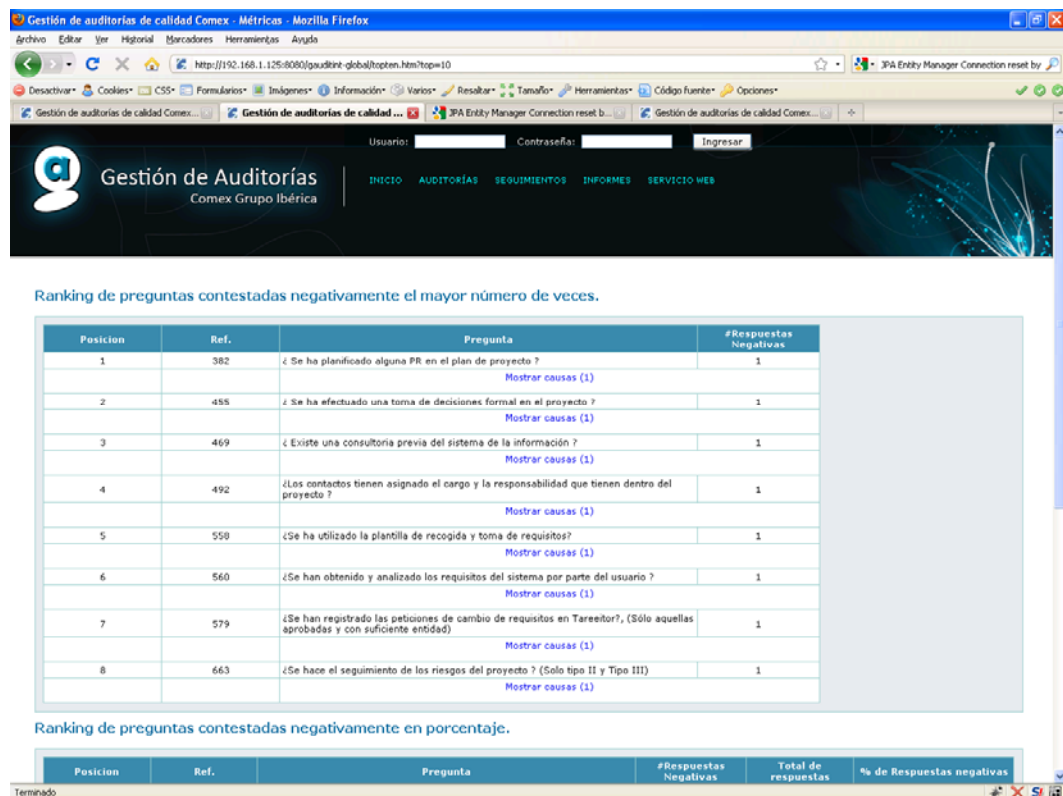 Gestión de auditorías de calidad Comex - Métricas - Mozilla Firefox
Archivo Editar Ver Historial Marcadores Herramientas Ayuda
http://192.168.1.125:8080/gauditint-global/topten.htm?top=10 JPA Entity Manager Connection reset by
Desactivar Cookies CSS Formularios Imágenes Información Varios Resaltar Tamaño Herramientas Código fuente Opciones
Gestión de auditorías de calidad Comex... Gestión de auditorías de calidad ... JPA Entity Manager Connection reset b... Gestión de auditorías de calidad Comex...
Usuario: Contraseña: Ingresar
Gestión de Auditorías
Comex Grupo Ibérica
INICIO AUDITORÍAS SEGUIMIENTOS INFORMES SERVICIO WEB
Ranking de preguntas contestadas negativamente el mayor número de veces.
Posicion Ref. Pregunta #Respuestas Negativas
1 382 ¿ Se ha planificado alguna PR en el plan de proyecto ? 1
Mostrar causas (1)
2 455 ¿ Se ha efectuado una toma de decisiones formal en el proyecto ? 1
Mostrar causas (1)
3 469 ¿ Existe una consultoria previa del sistema de la información ? 1
Mostrar causas (1)
4 492 ¿Los contactos tienen asignado el cargo y la responsabilidad que tienen dentro del proyecto ? 1
Mostrar causas (1)
5 558 ¿Se ha utilizado la plantilla de recogida y toma de requisitos? 1
Mostrar causas (1)
6 560 ¿Se han obtenido y analizado los requisitos del sistema por parte del usuario ? 1
Mostrar causas (1)
7 579 ¿Se han registrado las peticiones de cambio de requisitos en Tareeitor?, (Sólo aquellas aprobadas y con suficiente entidad) 1
Mostrar causas (1)
8 663 ¿Se hace el seguimiento de los riesgos del proyecto ? (Solo tipo II y Tipo III) 1
Mostrar causas (1)
Ranking de preguntas contestadas negativamente en porcentaje.
Posicion Ref. Pregunta #Respuestas Negativas Total de respuestas % de Respuestas negativas
Terminado